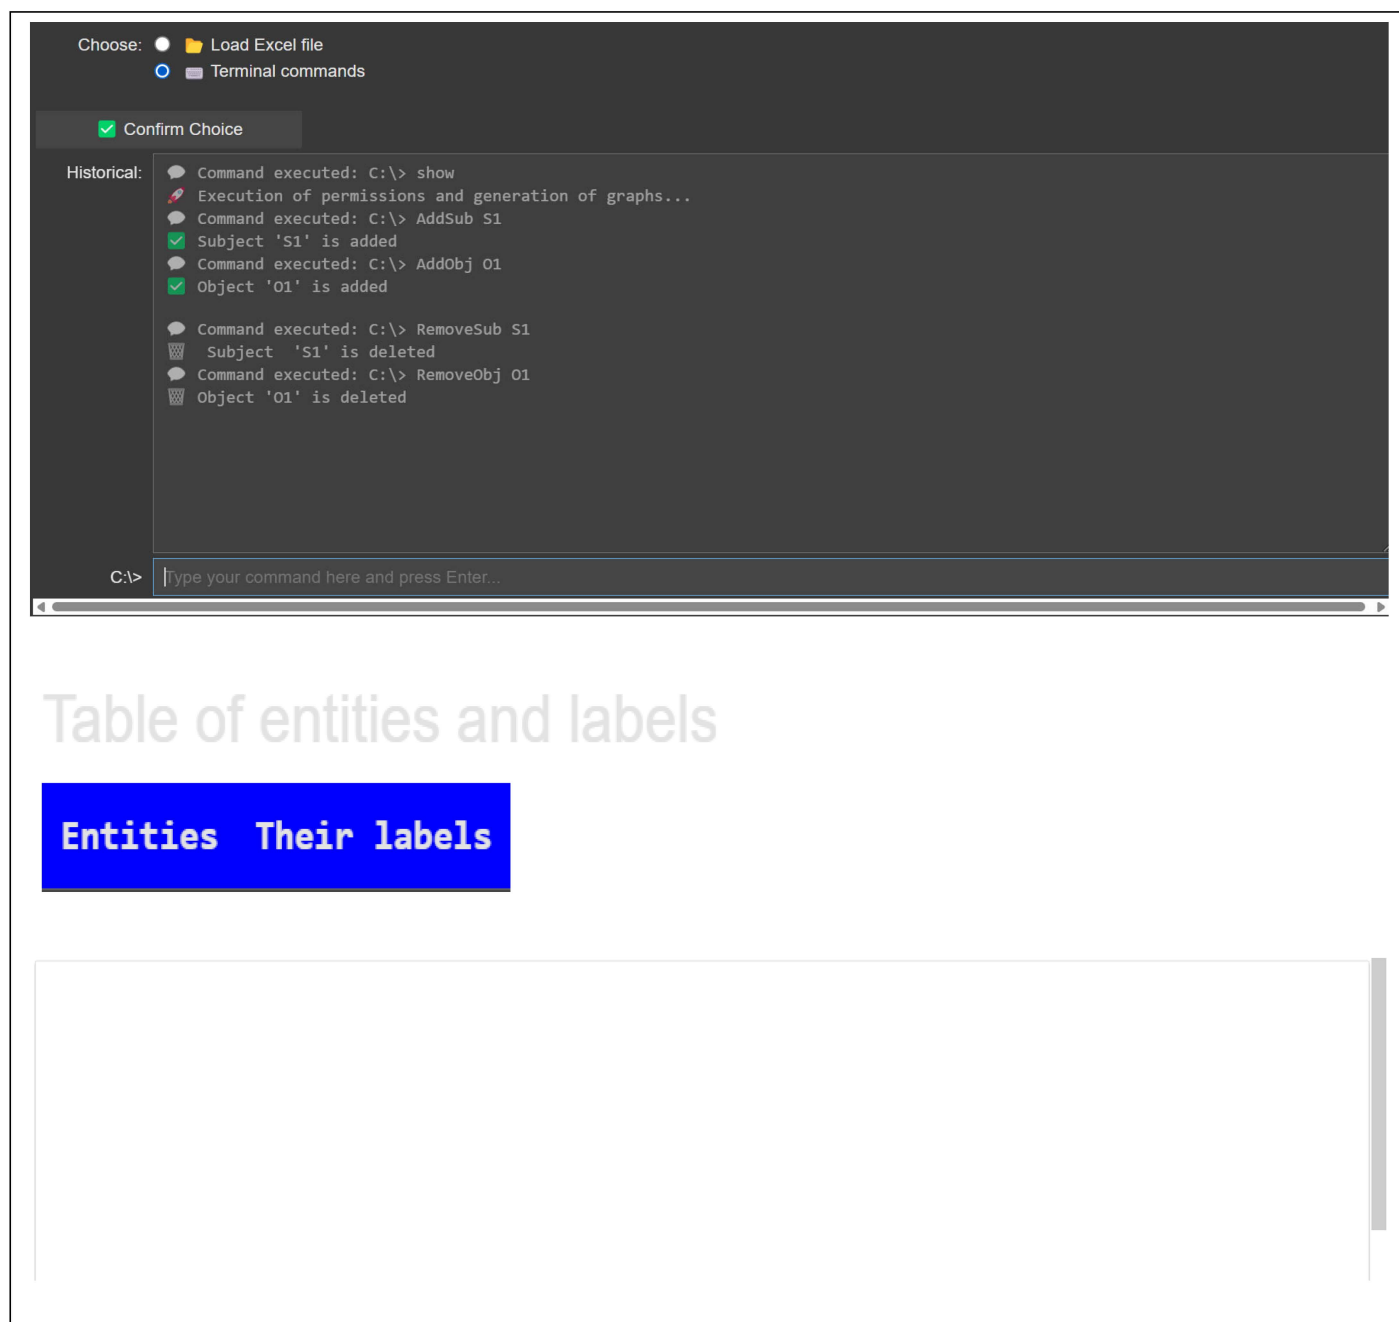 Choose: Load Excel file
Terminal commands
Confirm Choice
Historical: Command executed: C:\> show
Execution of permissions and generation of graphs...
Command executed: C:\> AddSub S1
Subject 'S1' is added
Command executed: C:\> AddObj O1
Object 'O1' is added
Command executed: C:\> RemoveSub S1
Subject 'S1' is deleted
Command executed: C:\> RemoveObj O1
Object 'O1' is deleted
C:\> Type your command here and press Enter...
Table of entities and labels
Entities Their labels